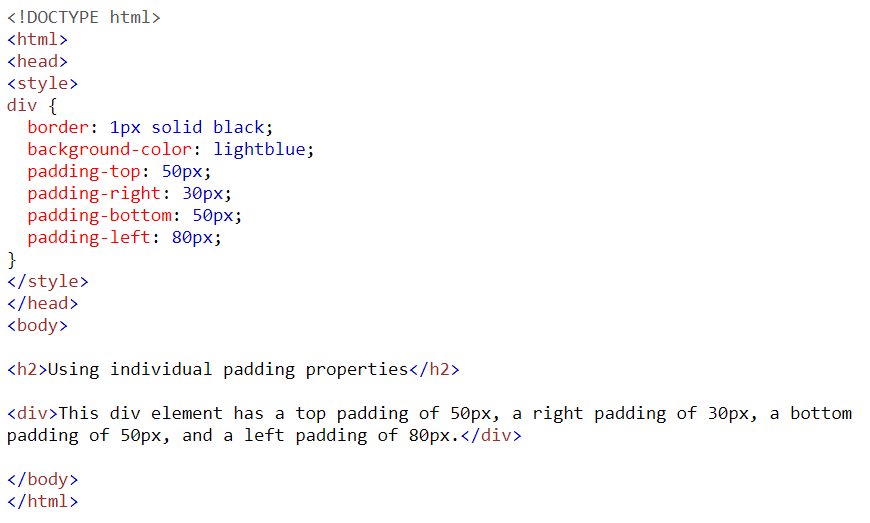 <!DOCTYPE html>
<html>
<head>
<style>
div {
  border: 1px solid black;
  background-color: lightblue;
  padding-top: 50px;
  padding-right: 30px;
  padding-bottom: 50px;
  padding-left: 80px;
}
</style>
</head>
<body>

<h2>Using individual padding properties</h2>

<div>This div element has a top padding of 50px, a right padding of 30px, a bottom
padding of 50px, and a left padding of 80px.</div>

</body>
</html>